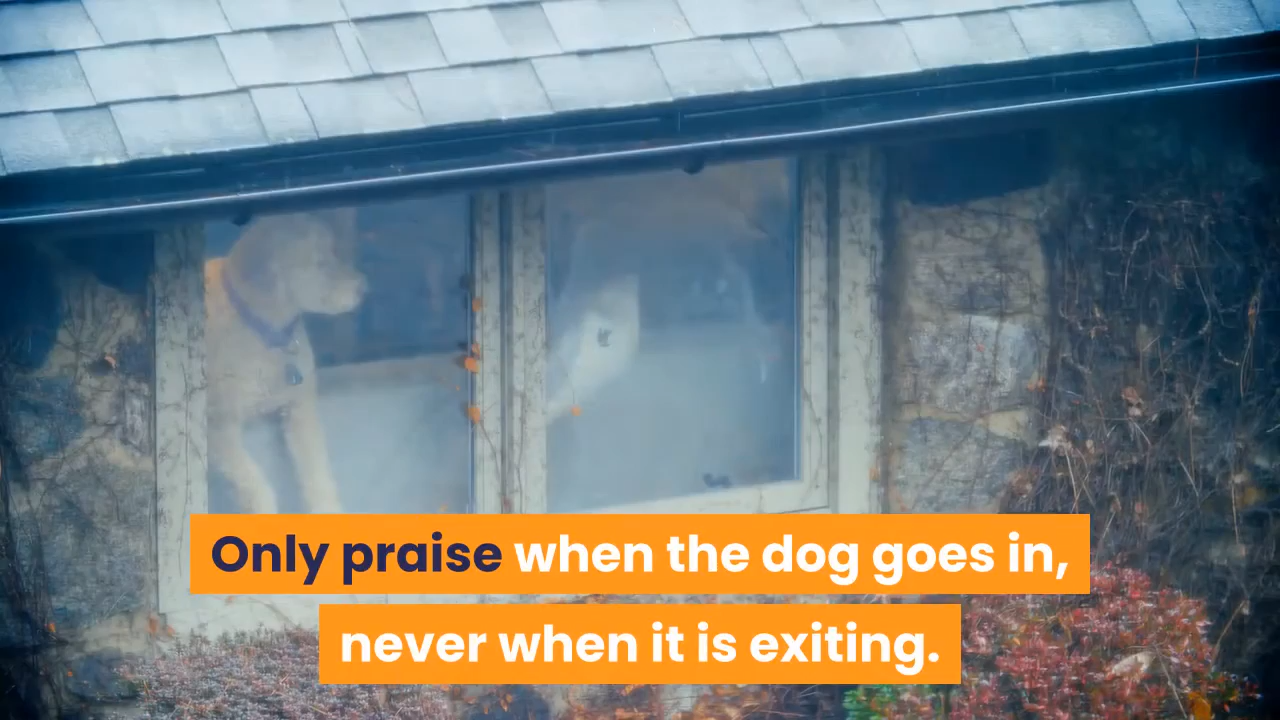 Only praise when the dog goes in,
never when it is exiting.